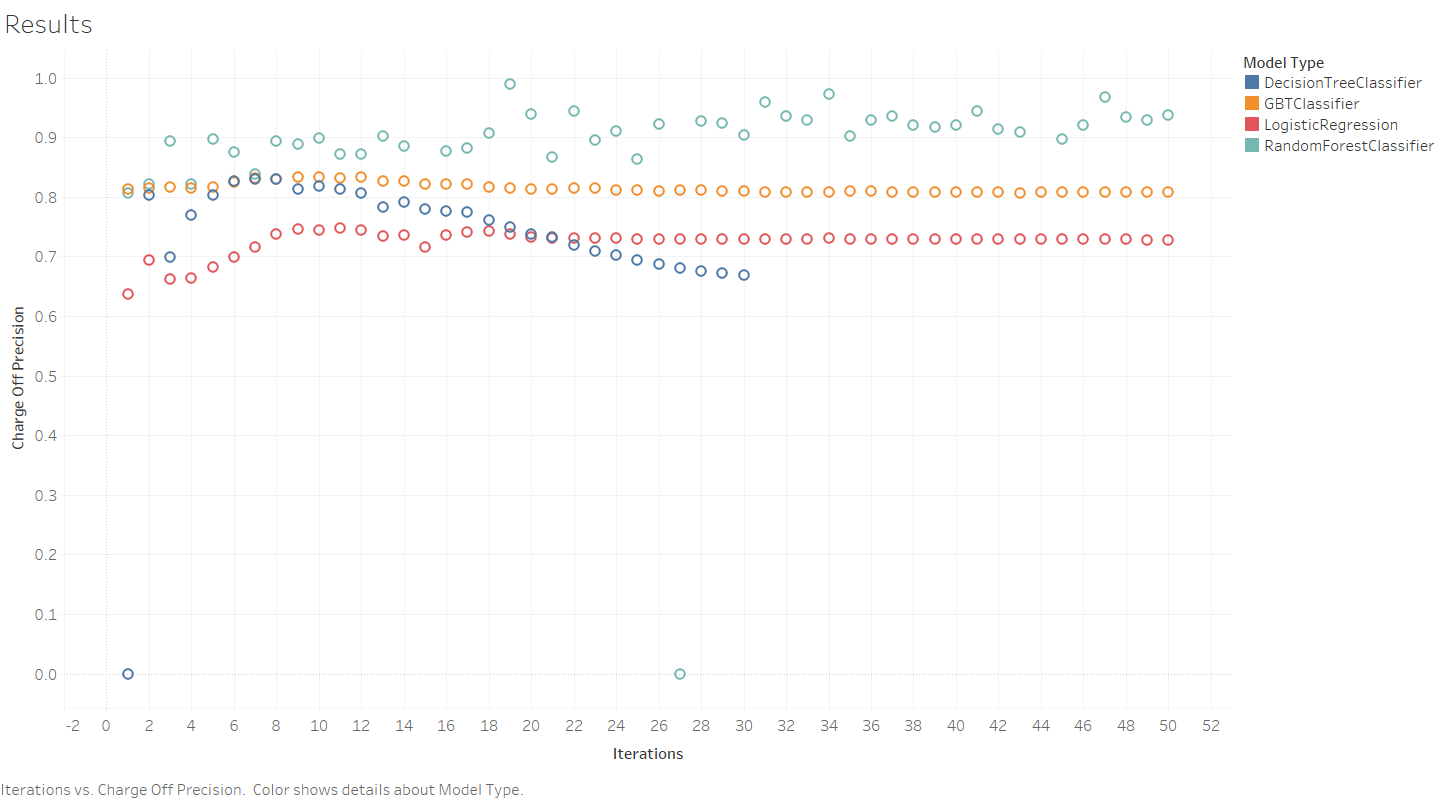 Results
Model Type
DecisionTreeClassifier
GBTClassifier
LogisticRegression
RandomForestClassifier
Charge Off Precision
1.0
0.9
0.8
0.7
0.6
0.5
0.4
0.3
0.2
0.1
0.0
-2 0 2 4 6 8 10 12 14 16 18 20 22 24 26 28 30 32 34 36 38 40 42 44 46 48 50 52
Iterations
Iterations vs. Charge Off Precision. Color shows details about Model Type.